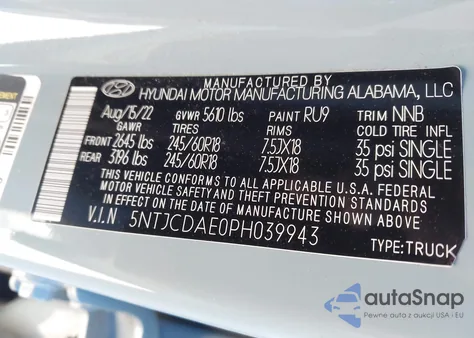 MANUFACTURED BY
HYUNDAI MOTOR MANUFACTURING ALABAMA, LLC
Aug/15/22 GVWR 5610 lbs PAINT RU9 TRIM NNB
GAWR TIRES RIMS COLD TIRE INFL
FRONT 2645 lbs 245/60R18 7.5JX18 35 psi SINGLE
REAR 3196 lbs 245/60R18 7.5JX18 35 psi SINGLE
THIS VEHICLE CONFORMS TO ALL APPLICABLE U.S.A. FEDERAL
MOTOR VEHICLE SAFETY AND THEFT PREVENTION STANDARDS
IN EFFECT ON THE DATE OF MANUFACTURE SHOWN ABOVE.
V.I.N 5NTJCDAE0PH039943
TYPE:TRUCK
autoSnap
Pewne auta z aukcji USA i EU